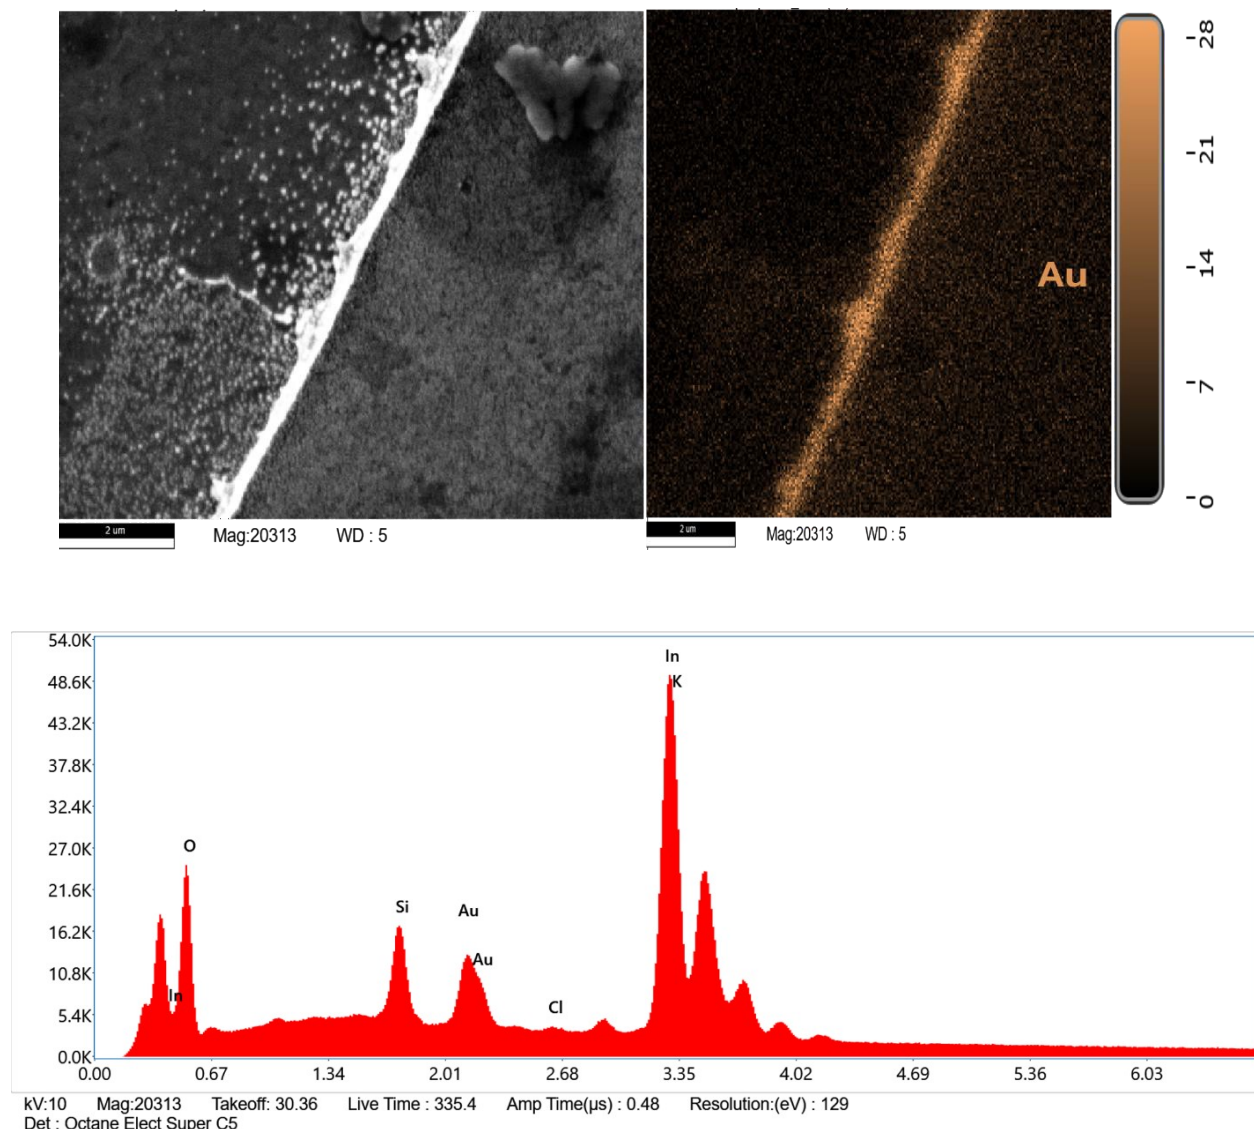 28
21
Au
14
7
0
2 um
Mag:20313 WD : 5
2 um
Mag:20313 WD : 5
54.0K
In
K
48.6K
43.2K
37.8K
32.4K
O
27.0K
21.6K
Si
Au
16.2K
Au
10.8K
In
Cl
5.4K
0.0K
0.00 0.67 1.34 2.01 2.68 3.35 4.02 4.69 5.36 6.03
kV:10 Mag:20313 Takeoff: 30.36 Live Time : 335.4 Amp Time(µs) : 0.48 Resolution:(eV) : 129
Det : Octane Elect Super C5